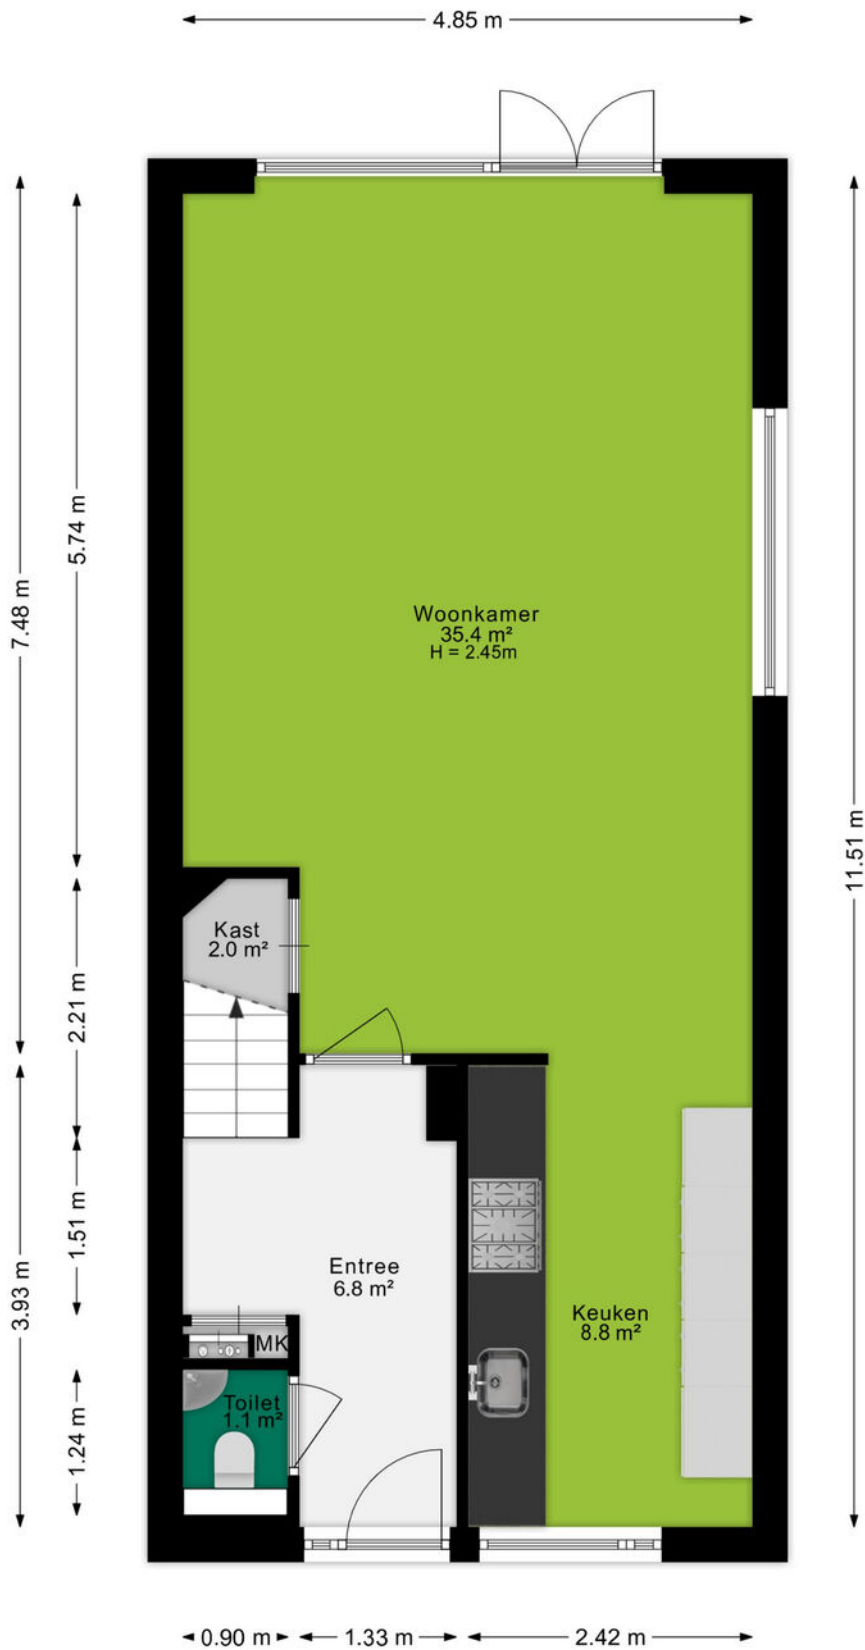 4.85 m
7.48 m
5.74 m
11.51 m
Woonkamer
35.4 m²
H = 2.45m
Kast
2.0 m²
2.21 m
1.51 m
3.93 m
Entree
6.8 m²
Keuken
8.8 m²
MK
Toilet
1.1 m²
1.24 m
0.90 m
1.33 m
2.42 m